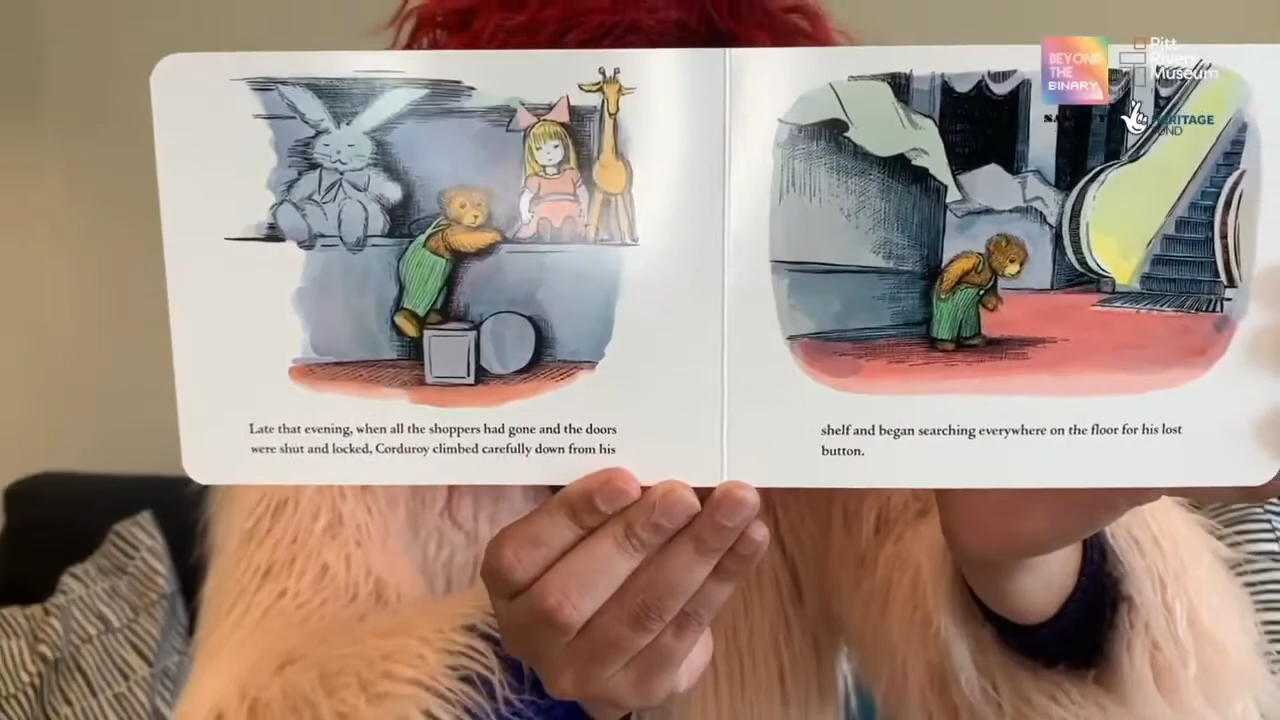 Late that evening, when all the shoppers had gone and the doors
were shut and locked, Corduroy climbed carefully down from his
shelf and began searching everywhere on the floor for his lost
button.
BEYOND
THE
BINARY
Pitt
Rivers
Museum
HERITAGE
FUND